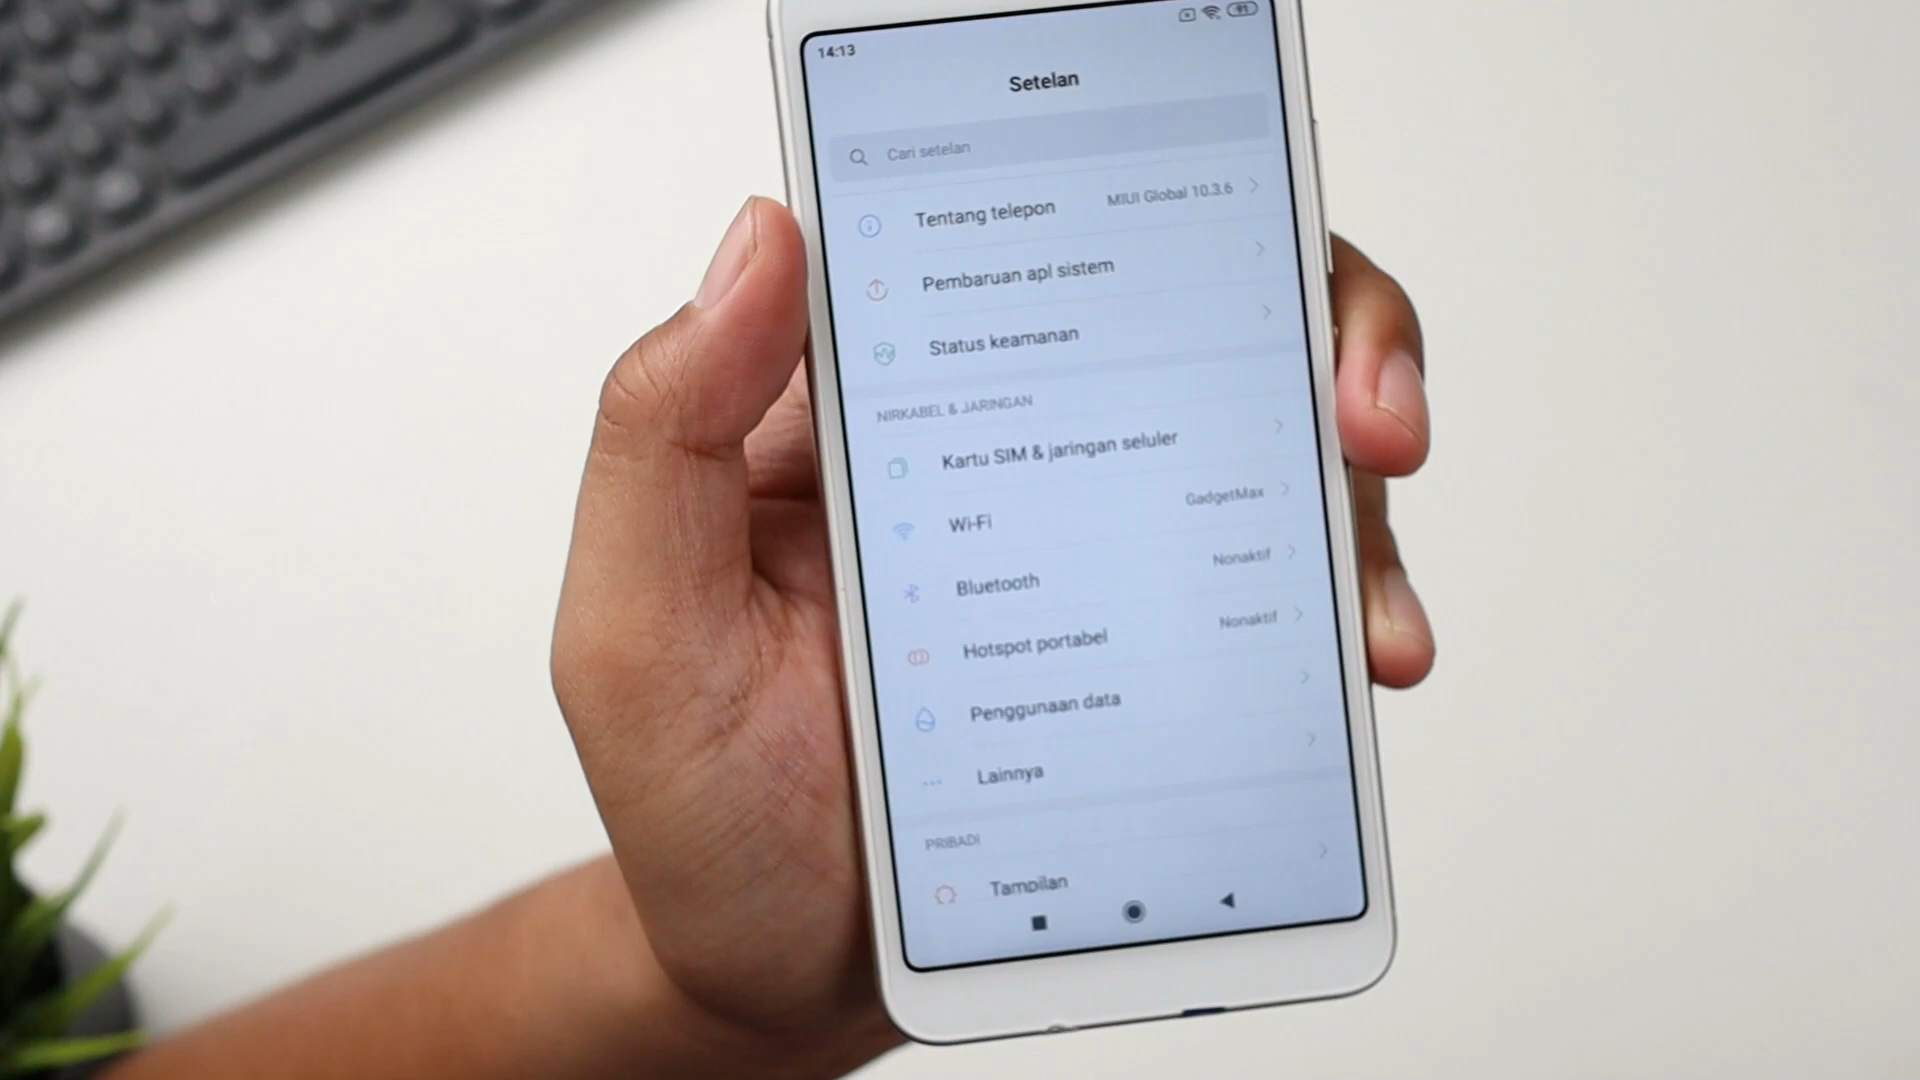 14:13
91
Setelan
Cari setelan
Tentang telepon MIUI Global 10.3.6
Pembaruan apl sistem
Status keamanan
NIRKABEL & JARINGAN
Kartu SIM & jaringan seluler
Wi-Fi GadgetMax
Bluetooth Nonaktif
Hotspot portabel Nonaktif
Penggunaan data
Lainnya
PRIBADI
Tampilan